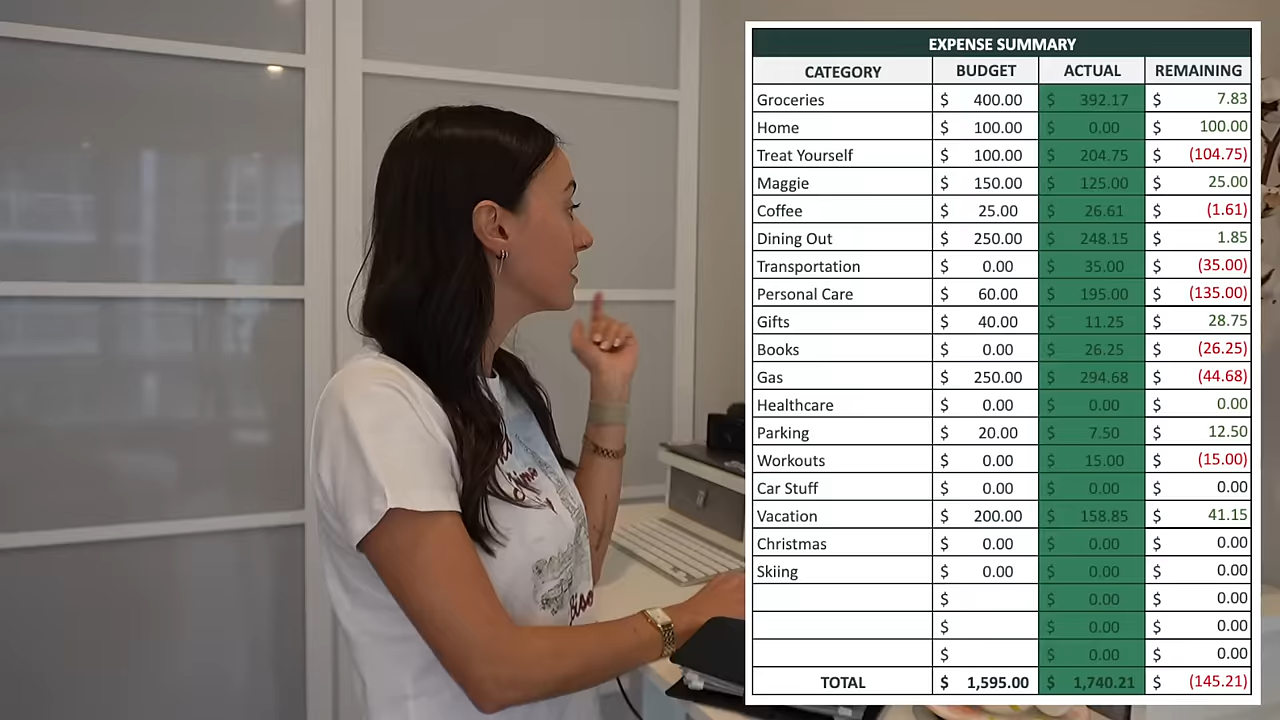 EXPENSE SUMMARY
CATEGORY BUDGET ACTUAL REMAINING
Groceries $ 400.00 $ 392.17 $ 7.83
Home $ 100.00 $ 0.00 $ 100.00
Treat Yourself $ 100.00 $ 204.75 $ (104.75)
Maggie $ 150.00 $ 125.00 $ 25.00
Coffee $ 25.00 $ 26.61 $ (1.61)
Dining Out $ 250.00 $ 248.15 $ 1.85
Transportation $ 0.00 $ 35.00 $ (35.00)
Personal Care $ 60.00 $ 195.00 $ (135.00)
Gifts $ 40.00 $ 11.25 $ 28.75
Books $ 0.00 $ 26.25 $ (26.25)
Gas $ 250.00 $ 294.68 $ (44.68)
Healthcare $ 0.00 $ 0.00 $ 0.00
Parking $ 20.00 $ 7.50 $ 12.50
Workouts $ 0.00 $ 15.00 $ (15.00)
Car Stuff $ 0.00 $ 0.00 $ 0.00
Vacation $ 200.00 $ 158.85 $ 41.15
Christmas $ 0.00 $ 0.00 $ 0.00
Skiing $ 0.00 $ 0.00 $ 0.00
$ $ 0.00 $ 0.00
$ $ 0.00 $ 0.00
$ $ 0.00 $ 0.00
TOTAL $ 1,595.00 $ 1,740.21 $ (145.21)